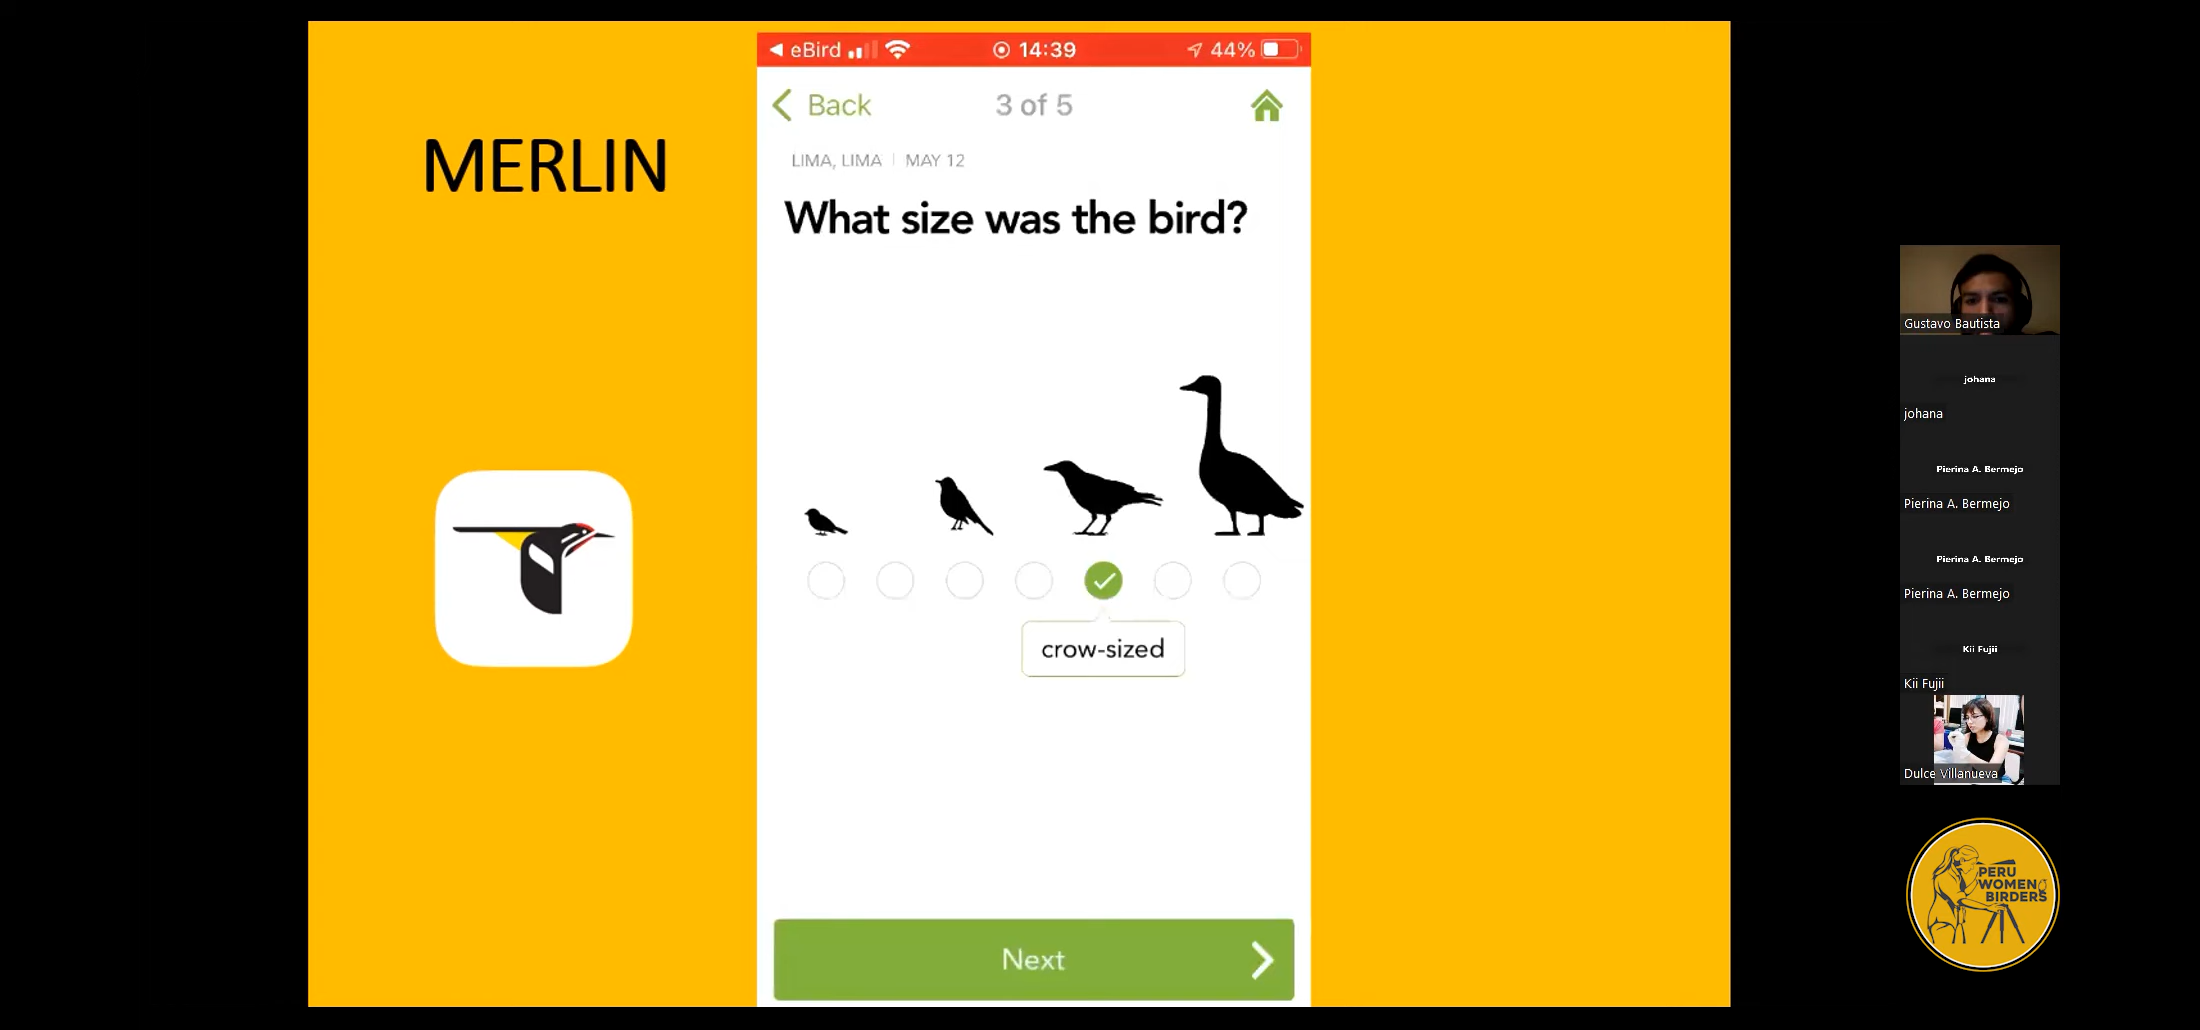 MERLIN
eBird
14:39
44%
Back
3 of 5
LIMA, LIMA | MAY 12
What size was the bird?
crow-sized
Next
Gustavo Bautista
johana
johana
Pierina A. Bermejo
Pierina A. Bermejo
Pierina A. Bermejo
Pierina A. Bermejo
Kii Fujii
Kii Fujii
Dulce Villanueva
PERU
WOMEN
BIRDERS